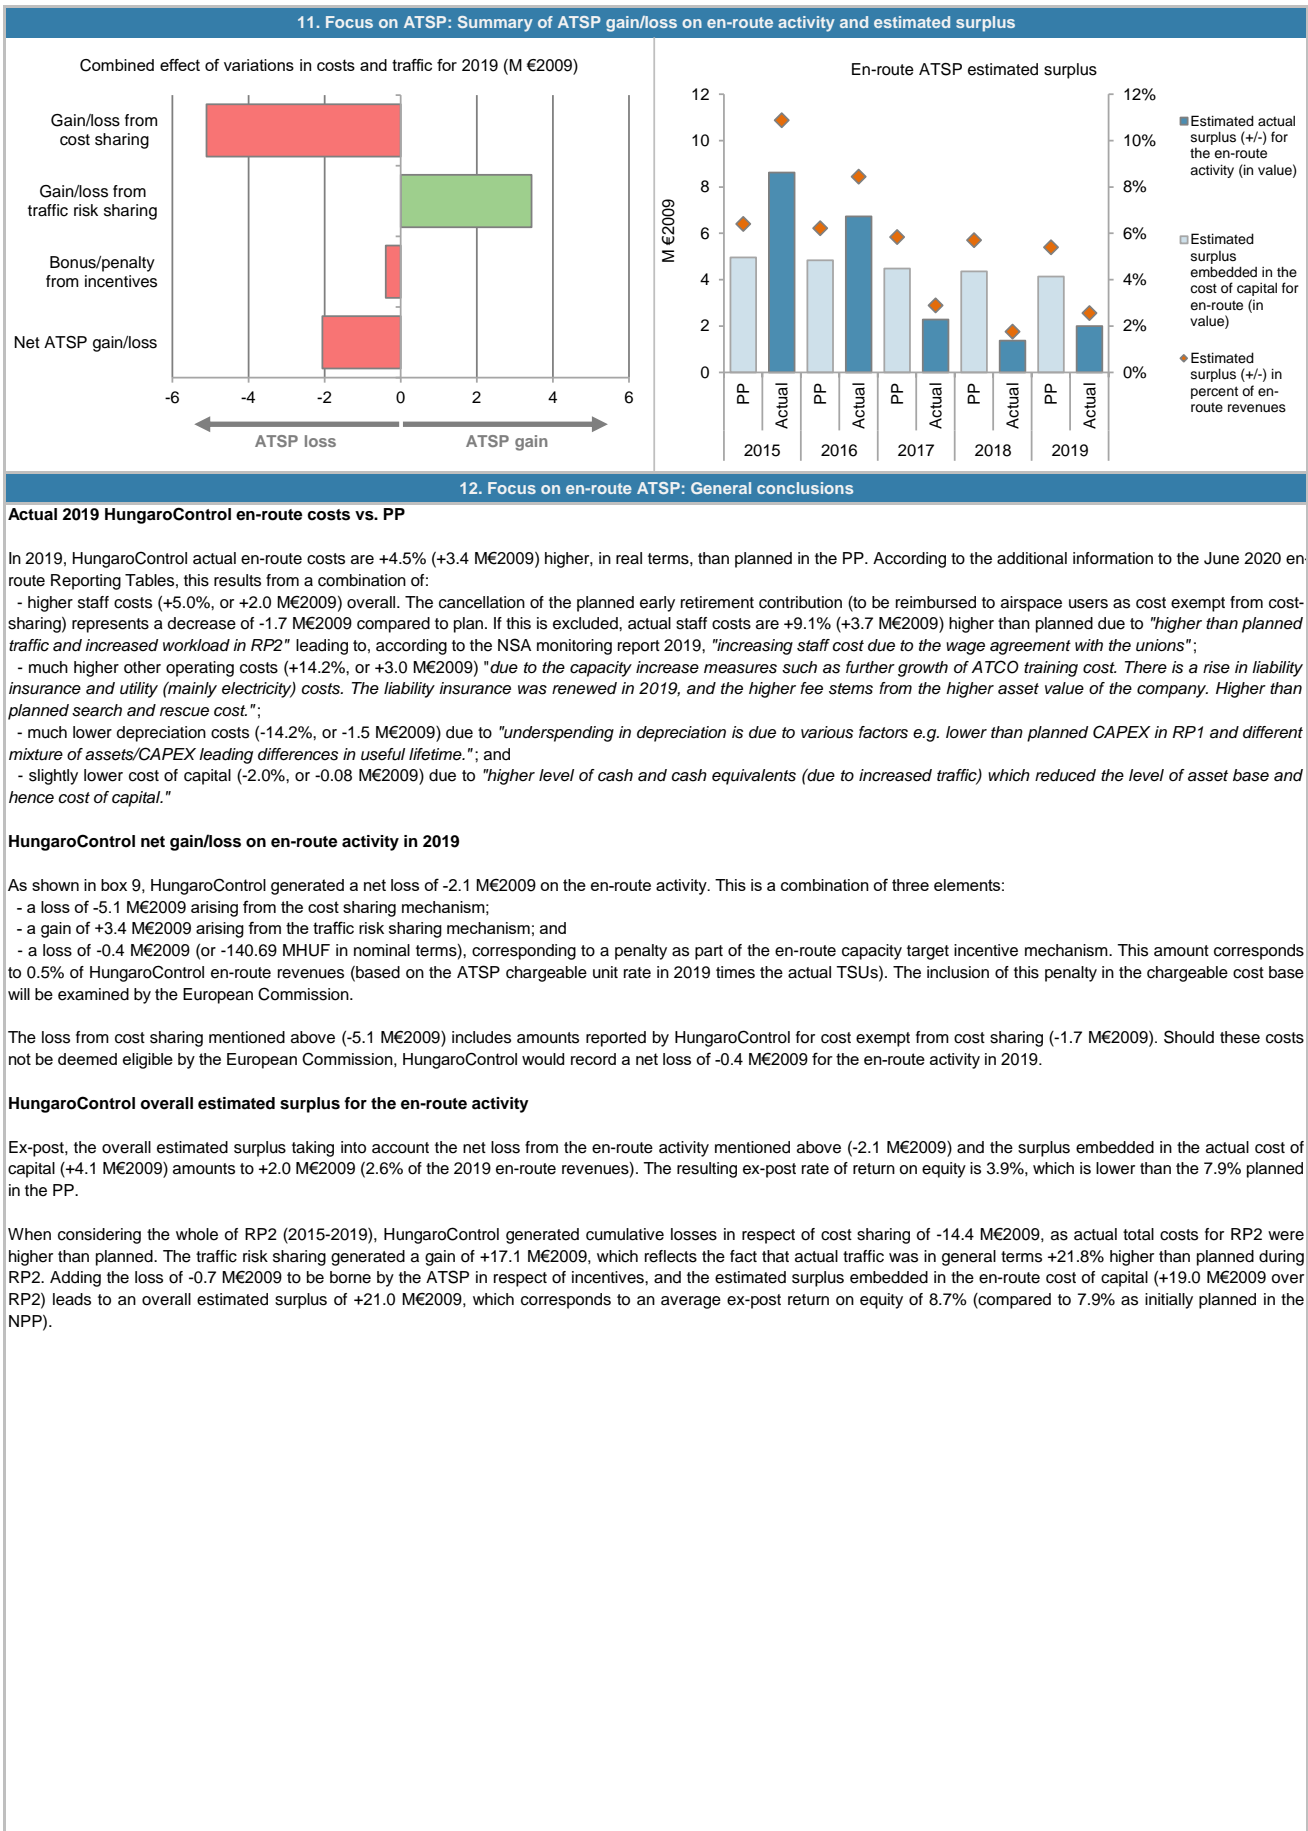 11. Focus on ATSP: Summary of ATSP gain/loss on en-route activity and estimated surplus
Combined effect of variations in costs and traffic for 2019 (M €2009)
Gain/loss from
cost sharing
Gain/loss from
traffic risk sharing
Bonus/penalty
from incentives
Net ATSP gain/loss
-6 -4 -2 0 2 4 6
ATSP loss ATSP gain
En-route ATSP estimated surplus
M €2009
12
10
8
6
4
2
0
12%
10%
8%
6%
4%
2%
0%
PP Actual PP Actual PP Actual PP Actual PP Actual
2015 2016 2017 2018 2019
Estimated actual
surplus (+/-) for
the en-route
activity (in value)
Estimated
surplus
embedded in the
cost of capital for
en-route (in
value)
Estimated
surplus (+/-) in
percent of en-
route revenues
12. Focus on en-route ATSP: General conclusions
Actual 2019 HungaroControl en-route costs vs. PP
In 2019, HungaroControl actual en-route costs are +4.5% (+3.4 M€2009) higher, in real terms, than planned in the PP. According to the additional information to the June 2020 en-
route Reporting Tables, this results from a combination of:
- higher staff costs (+5.0%, or +2.0 M€2009) overall. The cancellation of the planned early retirement contribution (to be reimbursed to airspace users as cost exempt from cost-
sharing) represents a decrease of -1.7 M€2009 compared to plan. If this is excluded, actual staff costs are +9.1% (+3.7 M€2009) higher than planned due to "higher than planned
traffic and increased workload in RP2" leading to, according to the NSA monitoring report 2019, "increasing staff cost due to the wage agreement with the unions";
- much higher other operating costs (+14.2%, or +3.0 M€2009) "due to the capacity increase measures such as further growth of ATCO training cost. There is a rise in liability
insurance and utility (mainly electricity) costs. The liability insurance was renewed in 2019, and the higher fee stems from the higher asset value of the company. Higher than
planned search and rescue cost.";
- much lower depreciation costs (-14.2%, or -1.5 M€2009) due to "underspending in depreciation is due to various factors e.g. lower than planned CAPEX in RP1 and different
mixture of assets/CAPEX leading differences in useful lifetime."; and
- slightly lower cost of capital (-2.0%, or -0.08 M€2009) due to "higher level of cash and cash equivalents (due to increased traffic) which reduced the level of asset base and
hence cost of capital."
HungaroControl net gain/loss on en-route activity in 2019
As shown in box 9, HungaroControl generated a net loss of -2.1 M€2009 on the en-route activity. This is a combination of three elements:
- a loss of -5.1 M€2009 arising from the cost sharing mechanism;
- a gain of +3.4 M€2009 arising from the traffic risk sharing mechanism; and
- a loss of -0.4 M€2009 (or -140.69 MHUF in nominal terms), corresponding to a penalty as part of the en-route capacity target incentive mechanism. This amount corresponds
to 0.5% of HungaroControl en-route revenues (based on the ATSP chargeable unit rate in 2019 times the actual TSUs). The inclusion of this penalty in the chargeable cost base
will be examined by the European Commission.
The loss from cost sharing mentioned above (-5.1 M€2009) includes amounts reported by HungaroControl for cost exempt from cost sharing (-1.7 M€2009). Should these costs
not be deemed eligible by the European Commission, HungaroControl would record a net loss of -0.4 M€2009 for the en-route activity in 2019.
HungaroControl overall estimated surplus for the en-route activity
Ex-post, the overall estimated surplus taking into account the net loss from the en-route activity mentioned above (-2.1 M€2009) and the surplus embedded in the actual cost of
capital (+4.1 M€2009) amounts to +2.0 M€2009 (2.6% of the 2019 en-route revenues). The resulting ex-post rate of return on equity is 3.9%, which is lower than the 7.9% planned
in the PP.
When considering the whole of RP2 (2015-2019), HungaroControl generated cumulative losses in respect of cost sharing of -14.4 M€2009, as actual total costs for RP2 were
higher than planned. The traffic risk sharing generated a gain of +17.1 M€2009, which reflects the fact that actual traffic was in general terms +21.8% higher than planned during
RP2. Adding the loss of -0.7 M€2009 to be borne by the ATSP in respect of incentives, and the estimated surplus embedded in the en-route cost of capital (+19.0 M€2009 over
RP2) leads to an overall estimated surplus of +21.0 M€2009, which corresponds to an average ex-post return on equity of 8.7% (compared to 7.9% as initially planned in the
NPP).